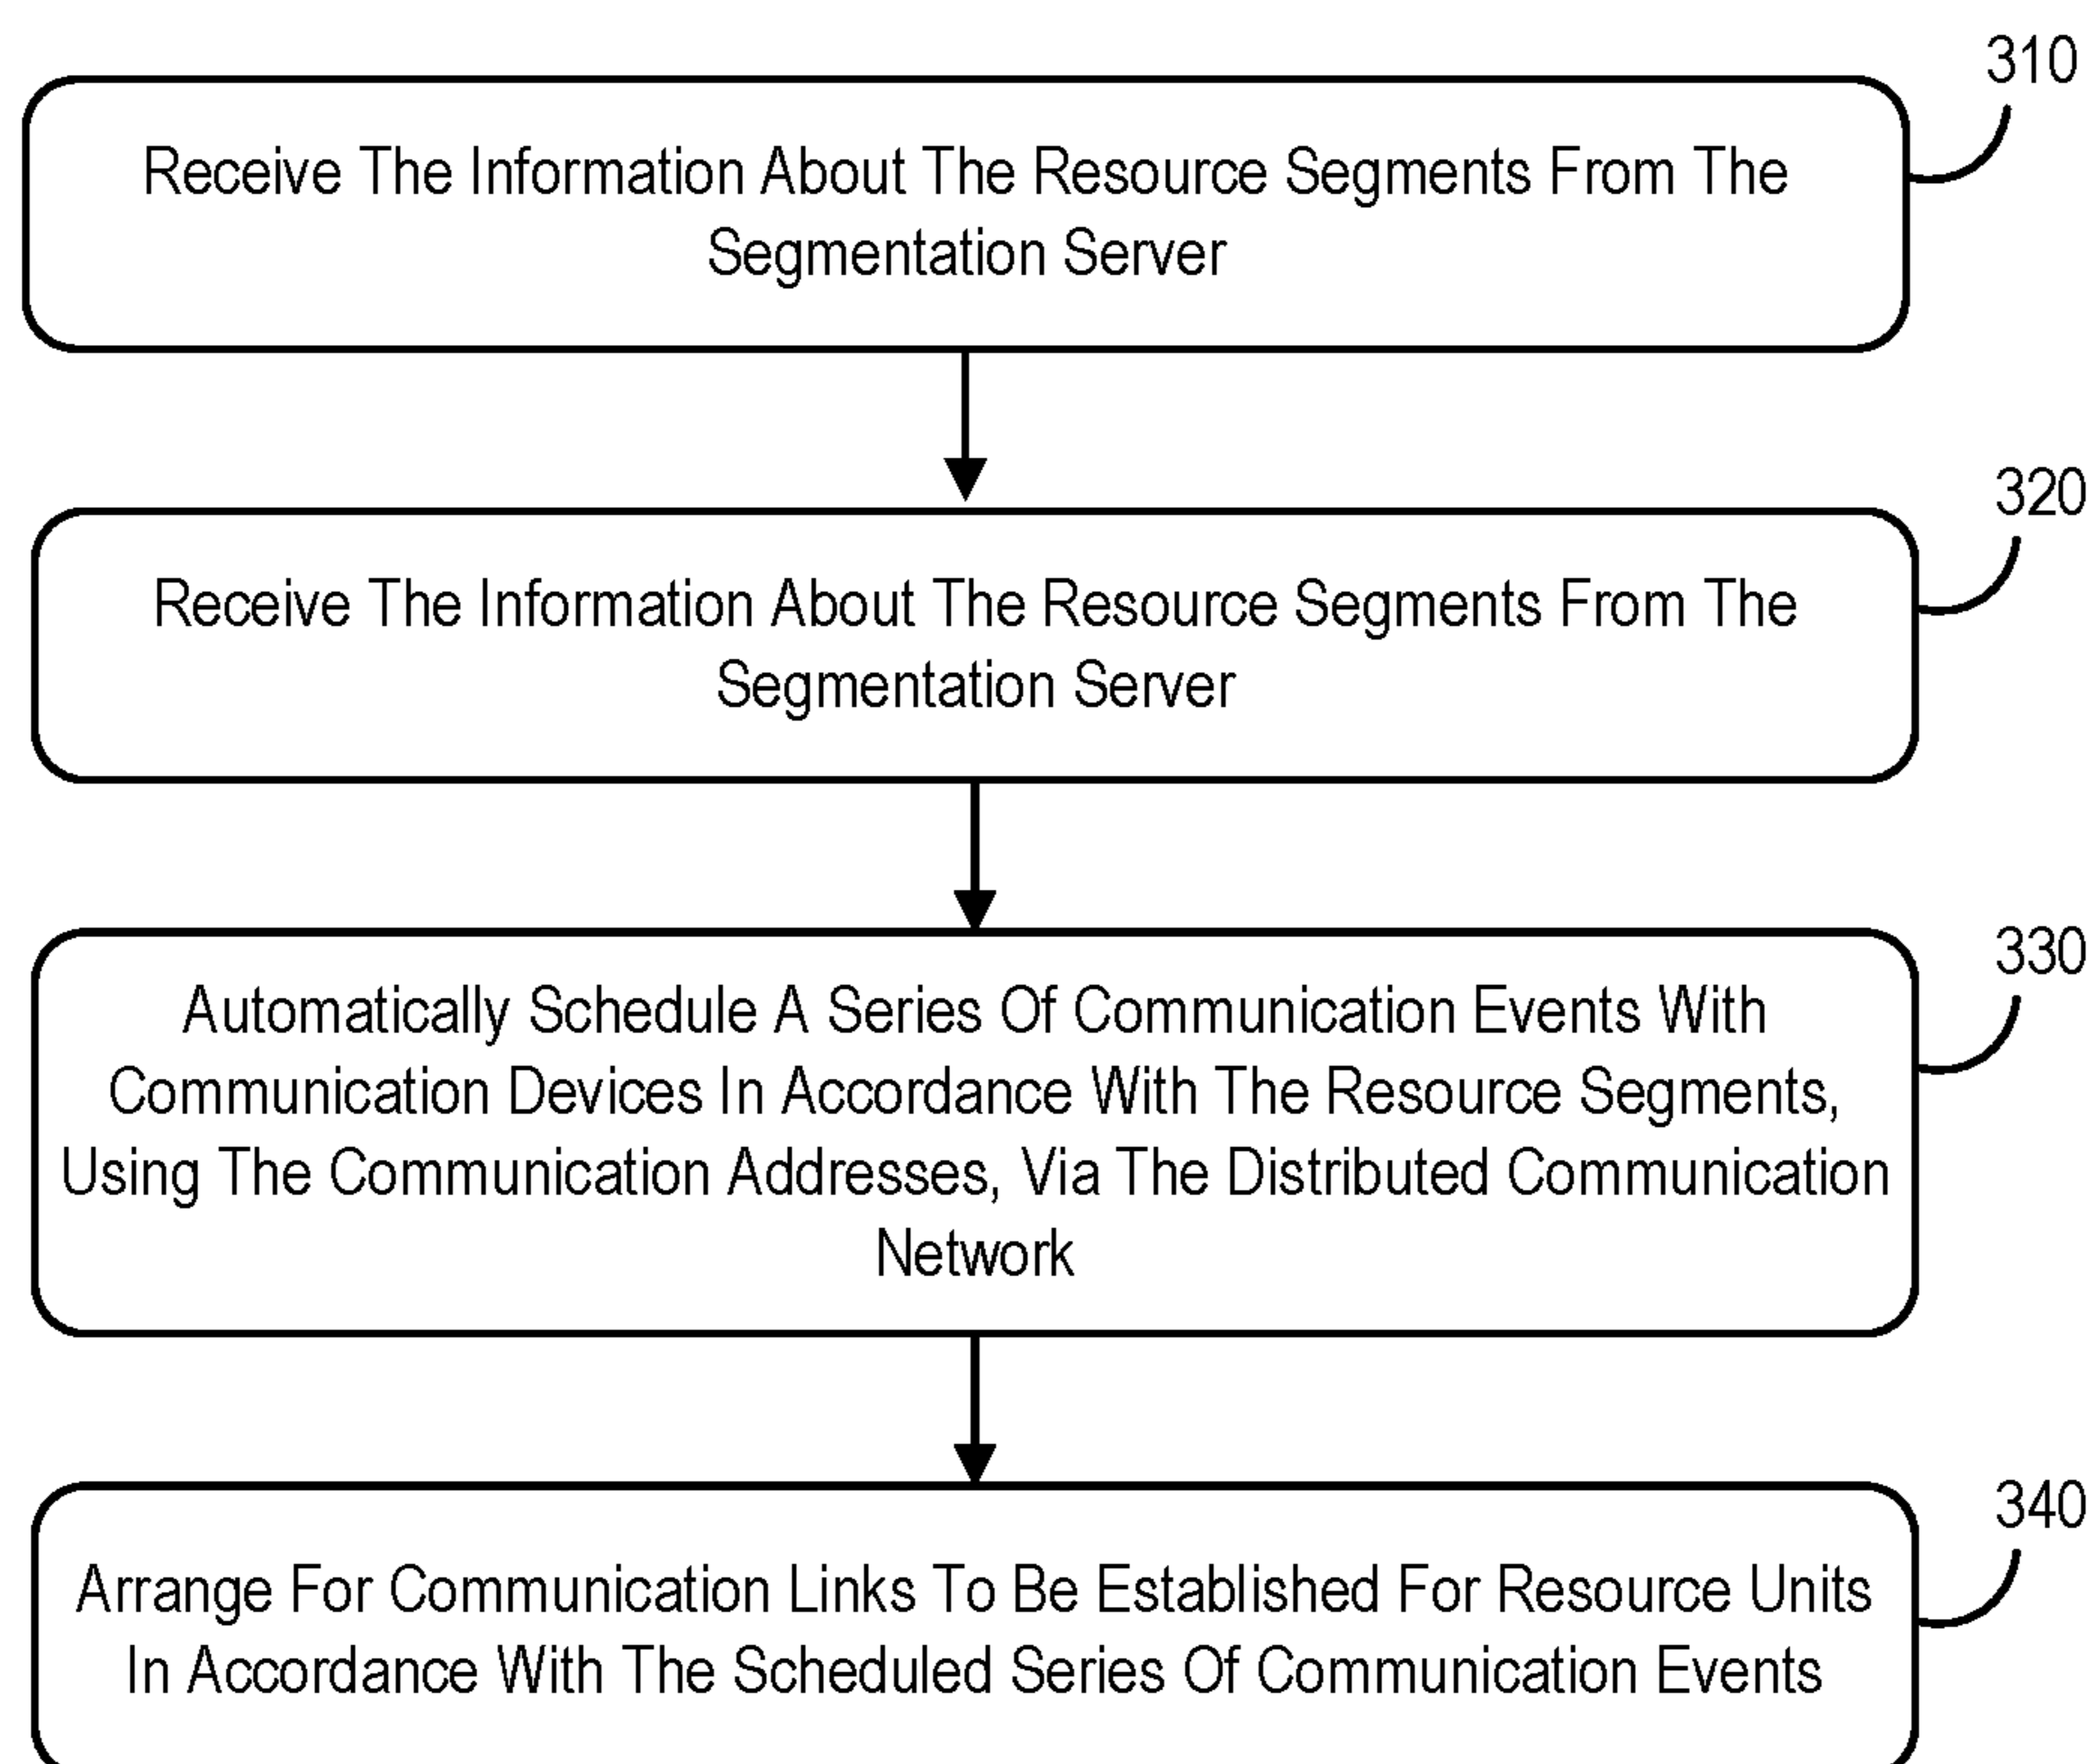 310
Receive The Information About The Resource Segments From The
Segmentation Server
320
Receive The Information About The Resource Segments From The
Segmentation Server
330
Automatically Schedule A Series Of Communication Events With
Communication Devices In Accordance With The Resource Segments,
Using The Communication Addresses, Via The Distributed Communication
Network
340
Arrange For Communication Links To Be Established For Resource Units
In Accordance With The Scheduled Series Of Communication Events